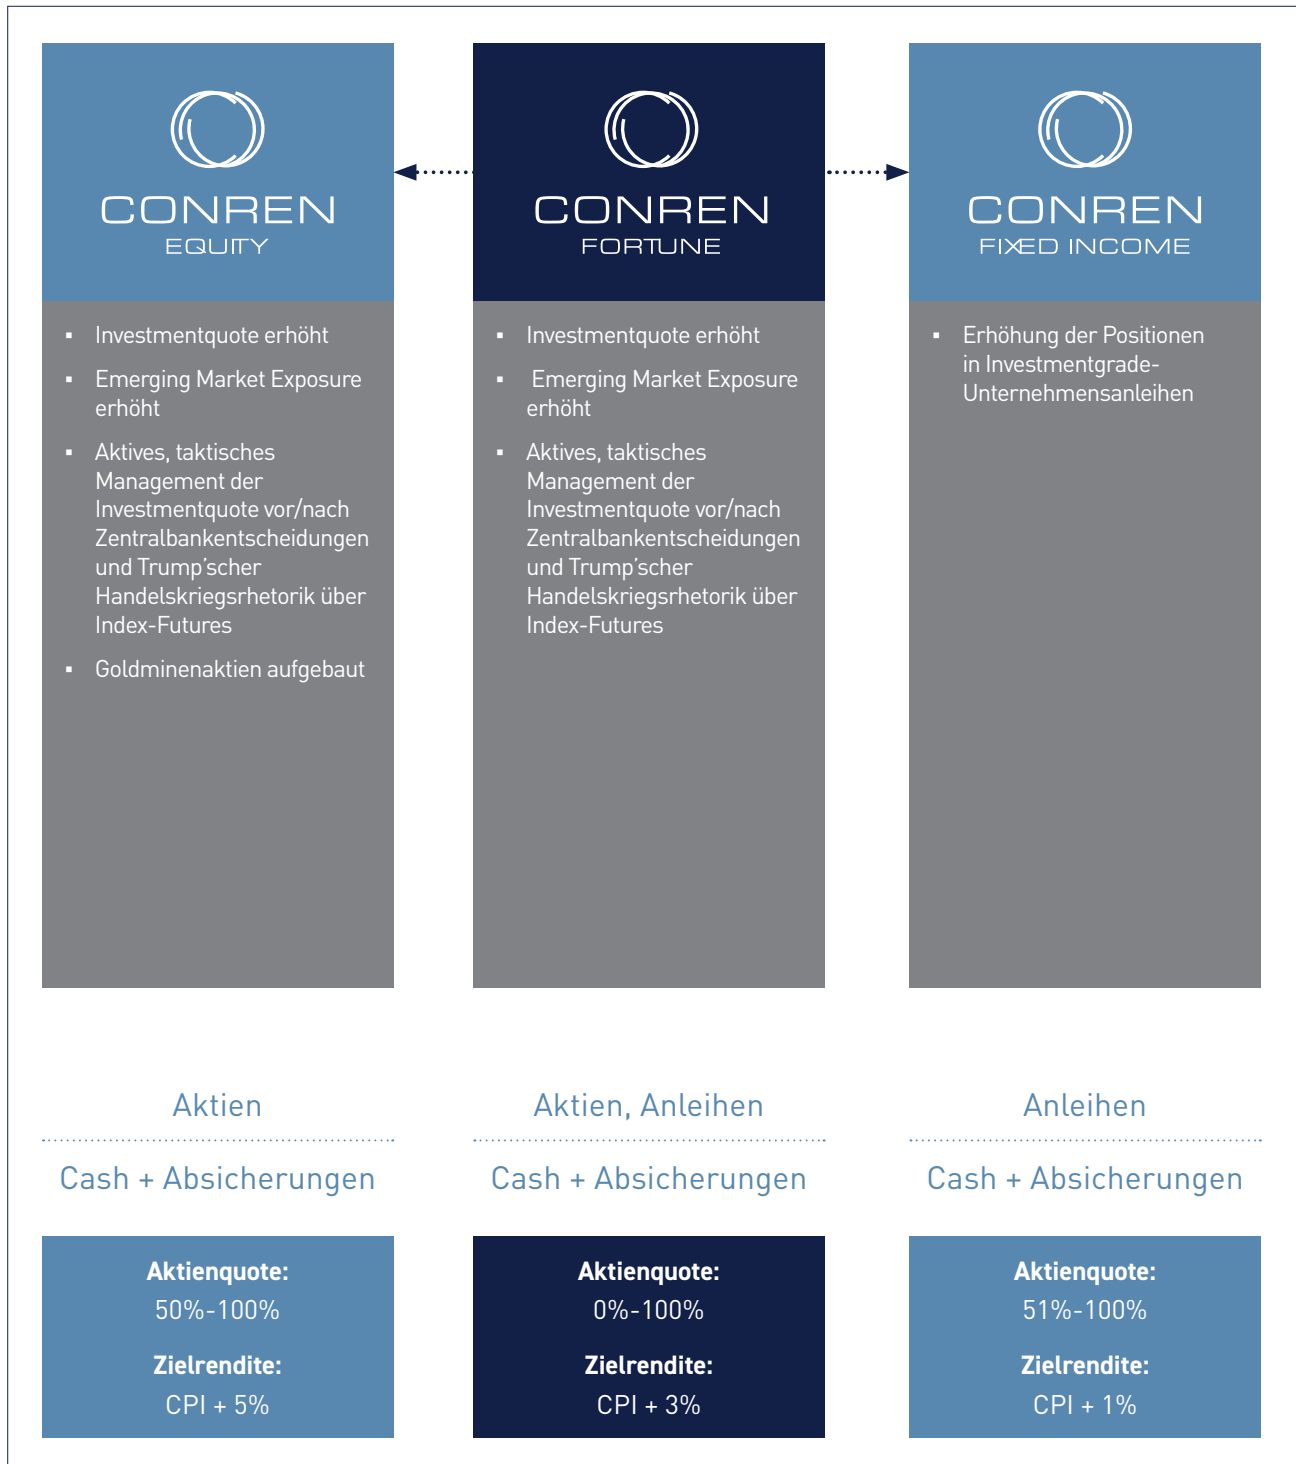 CONREN
EQUITY
▪ Investmentquote erhöht
▪ Emerging Market Exposure
erhöht
▪ Aktives, taktisches
Management der
Investmentquote vor/nach
Zentralbankentscheidungen
und Trump’scher
Handelskriegsrhetorik über
Index-Futures
▪ Goldminenaktien aufgebaut
Aktien
Cash + Absicherungen
Aktienquote:
50%-100%
Zielrendite:
CPI + 5%
CONREN
FORTUNE
▪ Investmentquote erhöht
▪ Emerging Market Exposure
erhöht
▪ Aktives, taktisches
Management der
Investmentquote vor/nach
Zentralbankentscheidungen
und Trump’scher
Handelskriegsrhetorik über
Index-Futures
Aktien, Anleihen
Cash + Absicherungen
Aktienquote:
0%-100%
Zielrendite:
CPI + 3%
CONREN
FIXED INCOME
▪ Erhöhung der Positionen
in Investmentgrade-
Unternehmensanleihen
Anleihen
Cash + Absicherungen
Aktienquote:
51%-100%
Zielrendite:
CPI + 1%